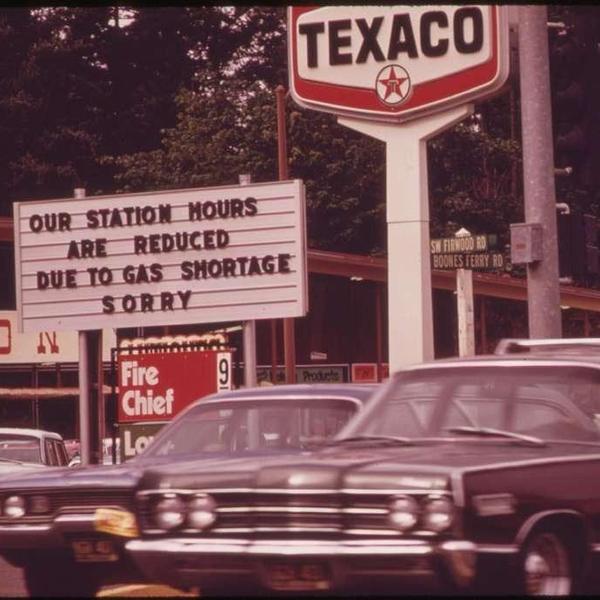 TEXACO
T
OUR STATION HOURS
ARE REDUCED
DUE TO GAS SHORTAGE
SORRY
SW FIRWOOD RD
BOONES FERRY RD
ON
Fire
Chief
9
Products